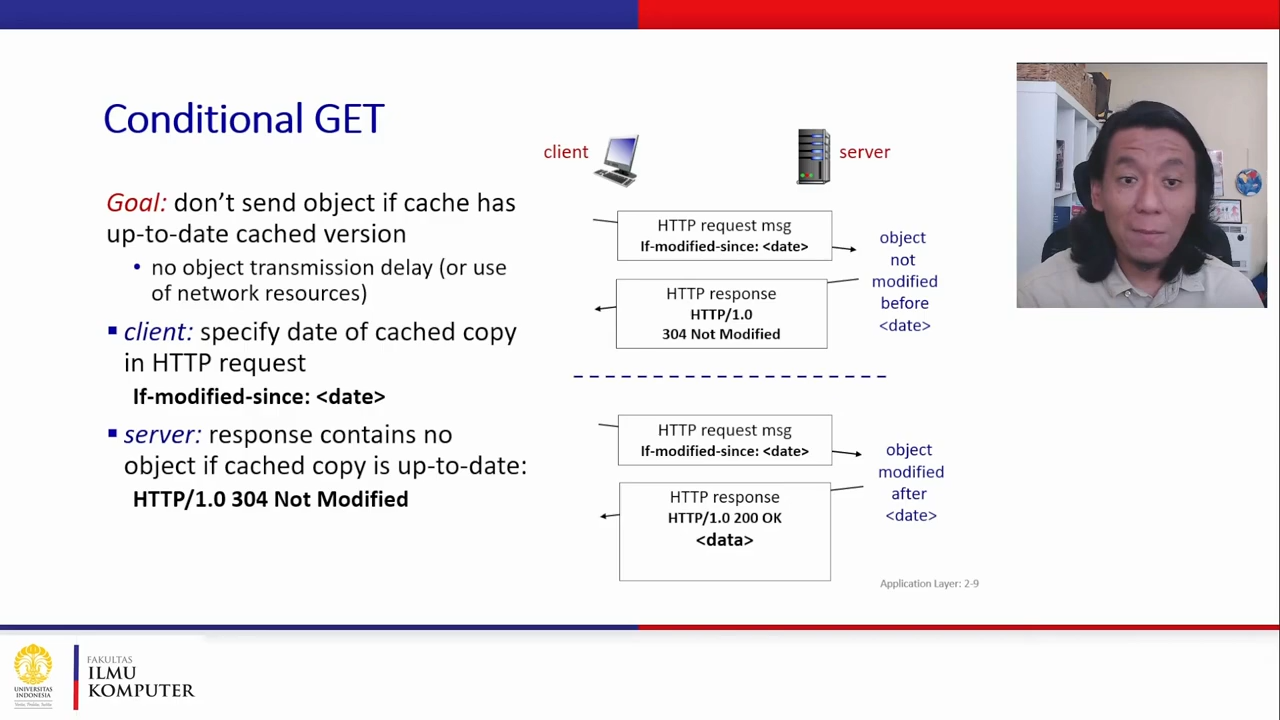 Conditional GET
Goal: don't send object if cache has
up-to-date cached version
• no object transmission delay (or use
of network resources)
▪ client: specify date of cached copy
in HTTP request
If-modified-since: <date>
▪ server: response contains no
object if cached copy is up-to-date:
HTTP/1.0 304 Not Modified
client
server
HTTP request msg
If-modified-since: <date>
object
not
modified
before
<date>
HTTP response
HTTP/1.0
304 Not Modified
HTTP request msg
If-modified-since: <date>
object
modified
after
<date>
HTTP response
HTTP/1.0 200 OK
<data>
Application Layer: 2-9
UNIVERSITAS
INDONESIA
FAKULTAS
ILMU
KOMPUTER